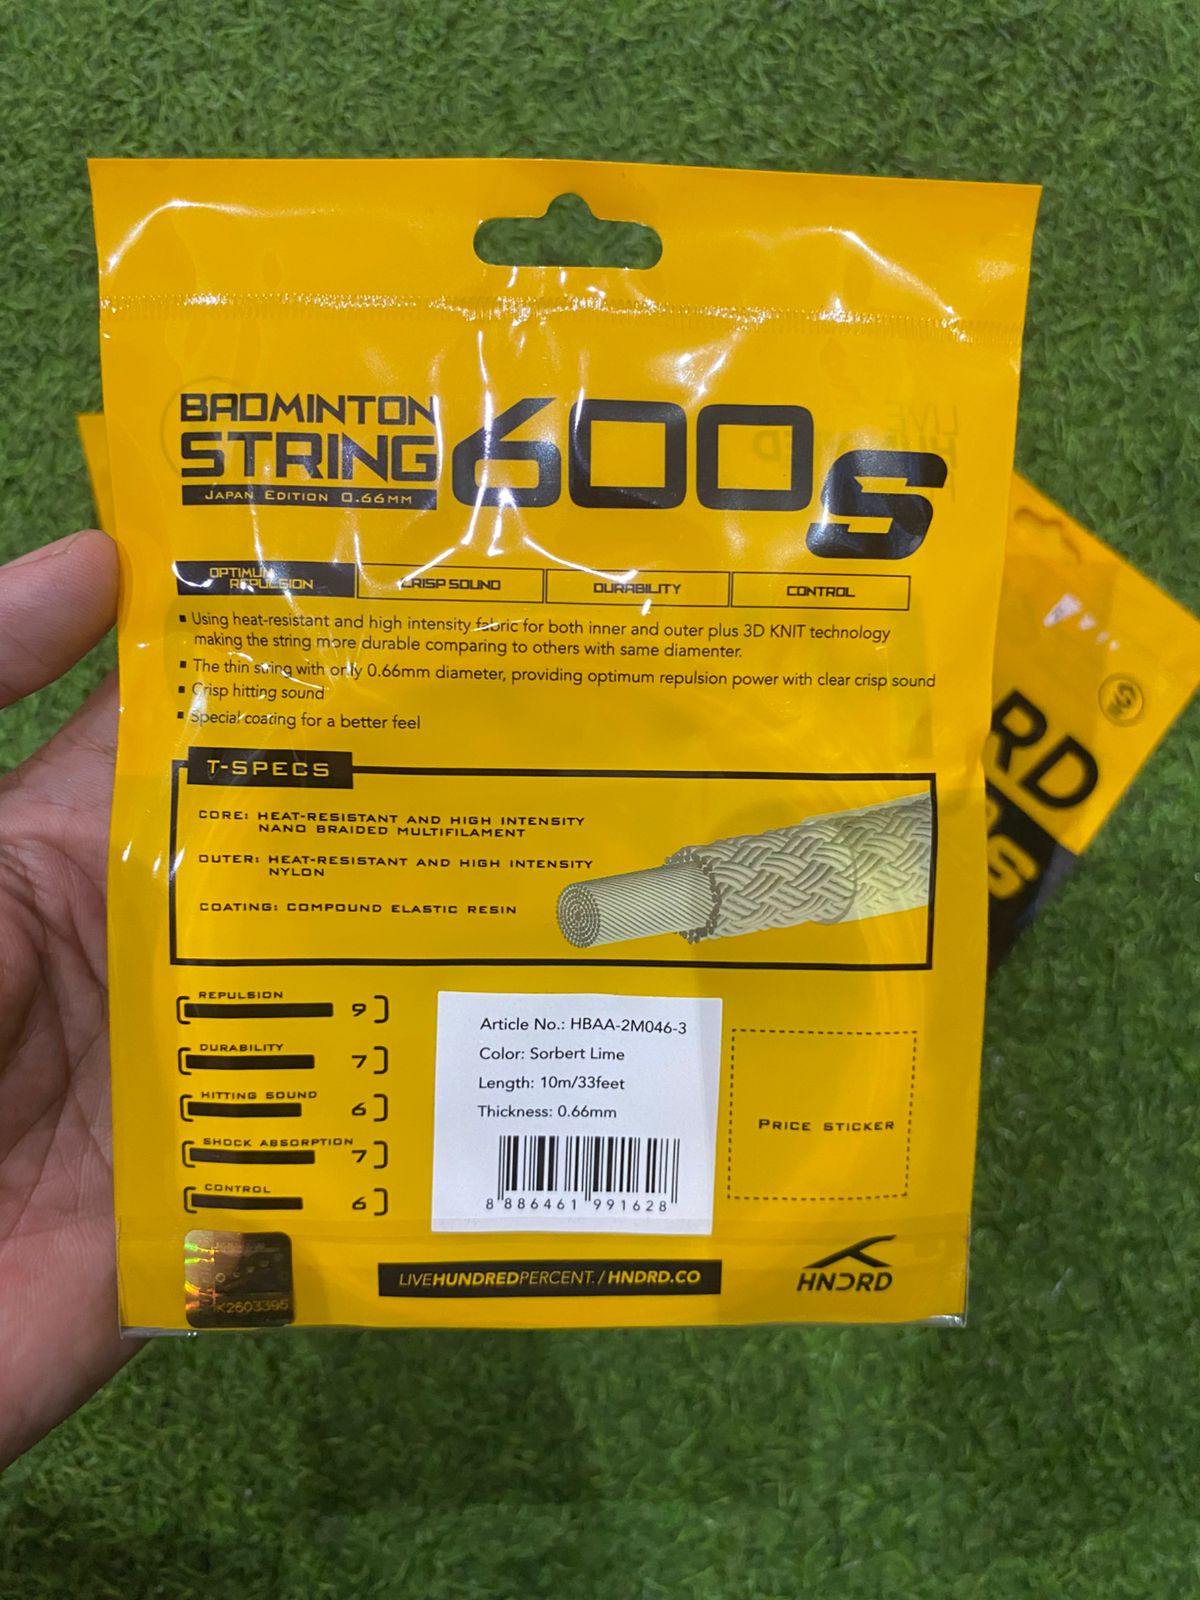 BADMINTON
STRING
JAPAN EDITION 0.66MM
600S
OPTIMUM
REPULSION
CRISP SOUND
DURABILITY
CONTROL
▪ Using heat-resistant and high intensity fabric for both inner and outer plus 3D KNIT technology
making the string more durable comparing to others with same diamenter.
▪ The thin string with only 0.66mm diameter, providing optimum repulsion power with clear crisp sound
▪ Crisp hitting sound
▪ Special coating for a better feel
T-SPECS
CORE: HEAT-RESISTANT AND HIGH INTENSITY
NANO BRAIDED MULTIFILAMENT
OUTER: HEAT-RESISTANT AND HIGH INTENSITY
NYLON
COATING: COMPOUND ELASTIC RESIN
REPULSION
9
DURABILITY
7
HITTING SOUND
6
SHOCK ABSORPTION
7
CONTROL
6
Article No.: HBAA-2M046-3
Color: Sorbert Lime
Length: 10m/33feet
Thickness: 0.66mm
8 886461 991628
PRICE STICKER
K2603395
LIVEHUNDREDPERCENT. / HNDRD.CO
HNDRD
RD